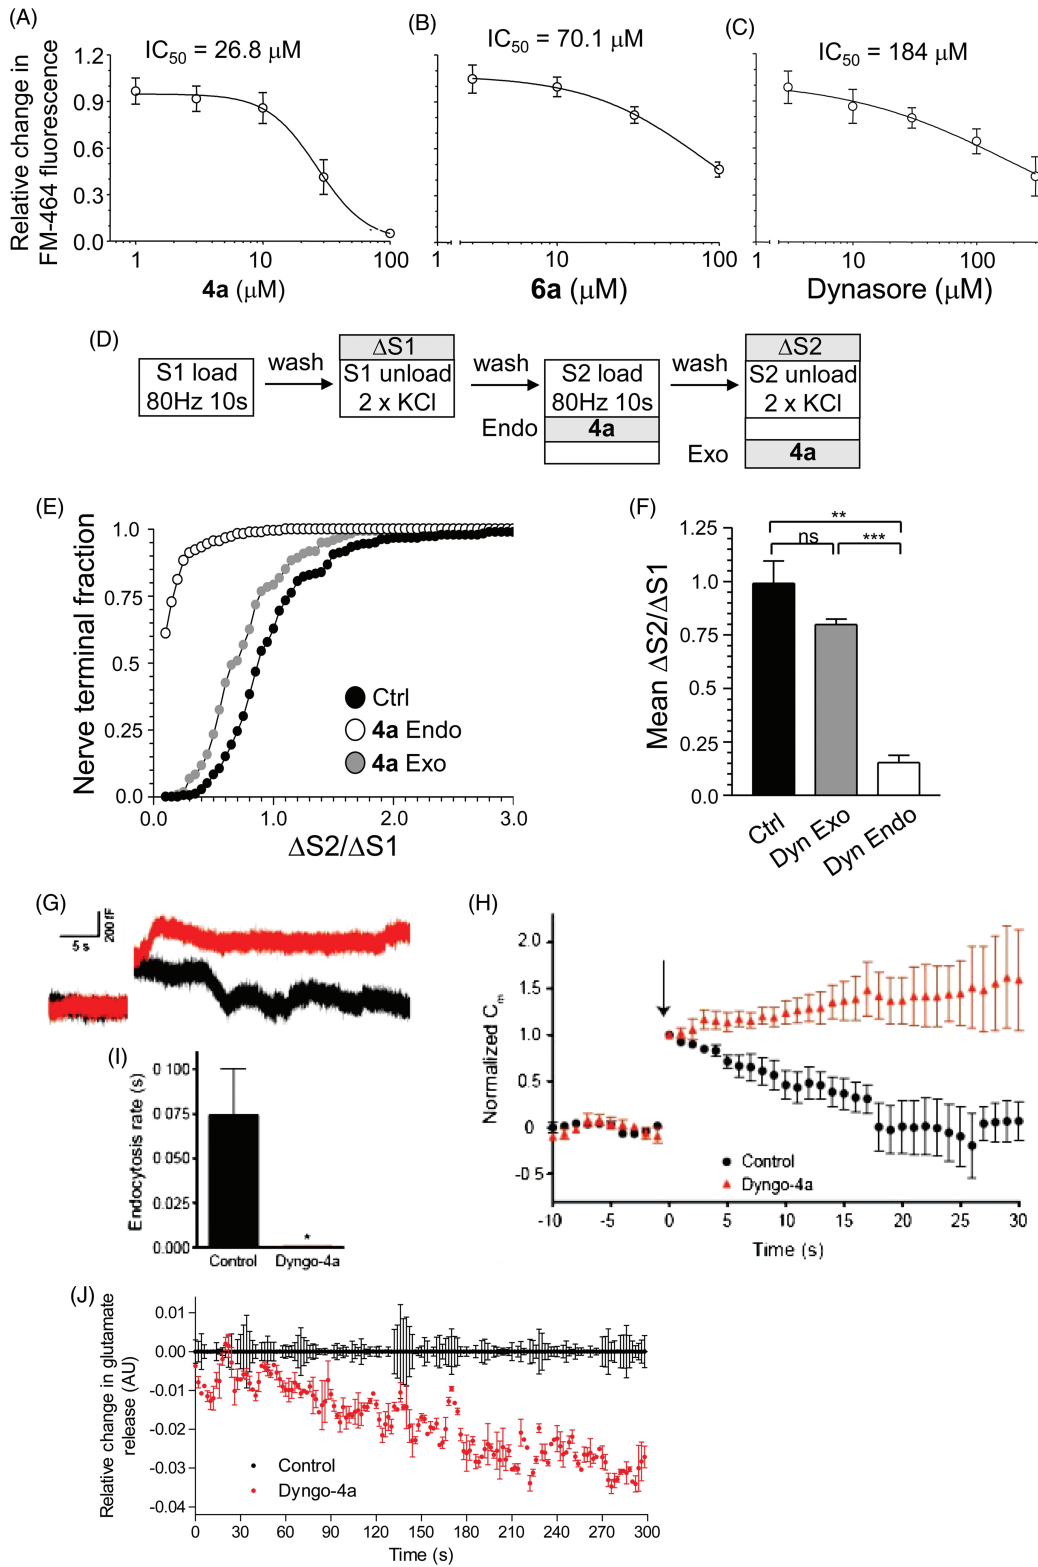 (A)
IC50 = 26.8 μM
Relative change in
FM-464 fluorescence
1.2
0.9
0.6
0.3
0.0
1 10 100
4a (μM)
(B)
IC50 = 70.1 μM
1 10 100
6a (μM)
(C)
IC50 = 184 μM
1 10 100
Dynasore (μM)
(D)
S1 load
80Hz 10s
wash
ΔS1
S1 unload
2 x KCl
wash
S2 load
80Hz 10s
Endo 4a
wash
ΔS2
S2 unload
2 x KCl
Exo 4a
(E)
Nerve terminal fraction
1.0
0.75
0.5
0.25
0.0
0.0 1.0 2.0 3.0
ΔS2/ΔS1
Ctrl
4a Endo
4a Exo
(F)
Mean ΔS2/ΔS1
1.25
1.0
0.75
0.5
0.25
0.0
**
ns ***
Ctrl
Dyn Exo
Dyn Endo
(G)
5 s
200 fF
(H)
Normalized Cm
2.0
1.5
1.0
0.5
0
-0.5
-10 -5 0 5 10 15 20 25 30
Time (s)
Control
Dyngo-4a
(I)
Endocytosis rate (s)
0.100
0.075
0.050
0.025
0.000
*
Control Dyngo-4a
(J)
Relative change in glutamate
release (AU)
0.01
0.00
-0.01
-0.02
-0.03
-0.04
Control
Dyngo-4a
0 30 60 90 120 150 180 210 240 270 300
Time (s)